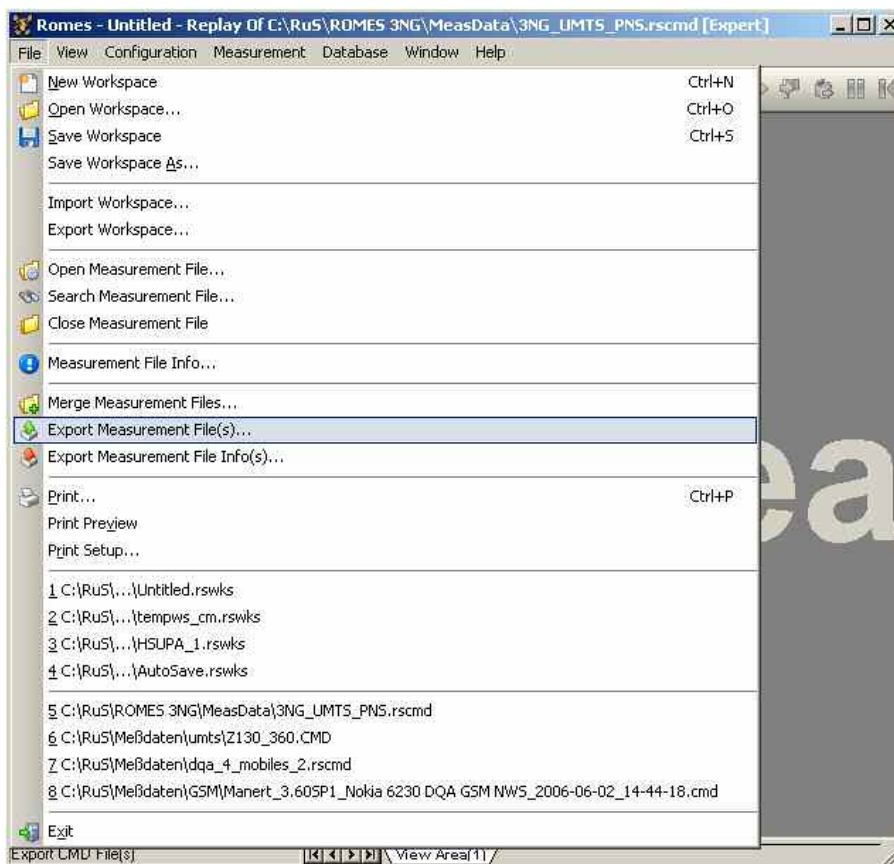 Romes - Untitled - Replay Of C:\RuS\ROMES 3NG\MeasData\3NG_UMTS_PNS.rscmd [Expert]
File View Configuration Measurement Database Window Help
New Workspace Ctrl+N
Open Workspace... Ctrl+O
Save Workspace Ctrl+S
Save Workspace As...
Import Workspace...
Export Workspace...
Open Measurement File...
Search Measurement File...
Close Measurement File
Measurement File Info...
Merge Measurement Files...
Export Measurement File(s)...
Export Measurement File Info(s)...
Print... Ctrl+P
Print Preview
Print Setup...
1 C:\RuS\...\Untitled.rswks
2 C:\RuS\...\tempws_cm.rswks
3 C:\RuS\...\HSUPA_1.rswks
4 C:\RuS\...\AutoSave.rswks
5 C:\RuS\ROMES 3NG\MeasData\3NG_UMTS_PNS.rscmd
6 C:\RuS\Meßdaten\umts\Z130_360.CMD
7 C:\RuS\Meßdaten\dqa_4_mobiles_2.rscmd
8 C:\RuS\Meßdaten\GSM\Manert_3.60SP1_Nokia 6230 DQA GSM NWS_2006-06-02_14-44-18.cmd
Exit
Export CMD File(s) View Area(1)
ea